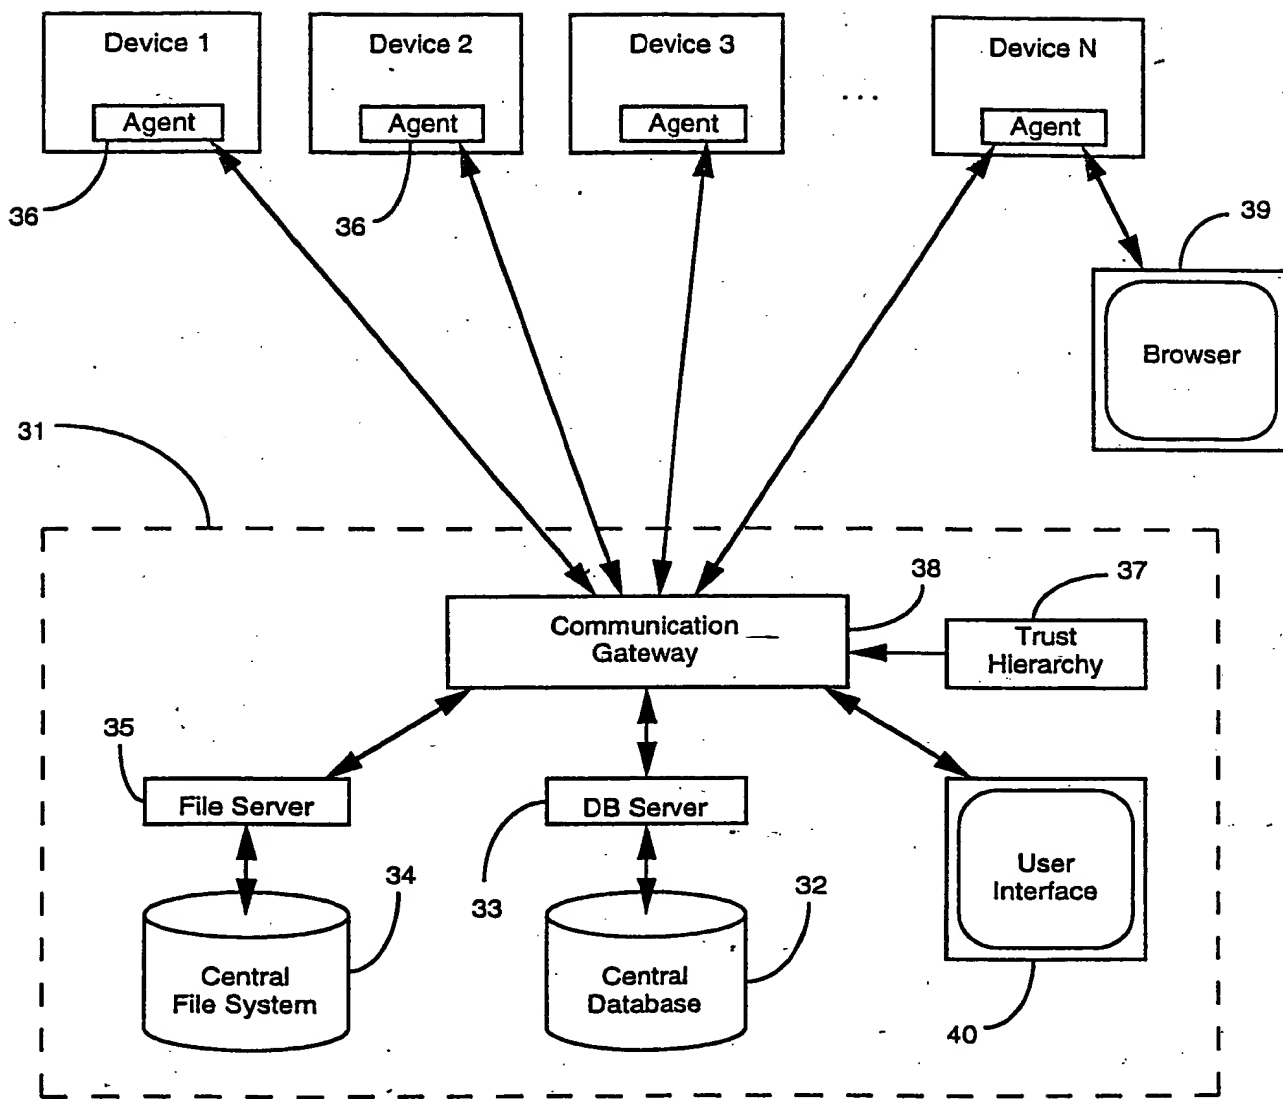 Device 1
Device 2
Device 3
...
Device N
Agent
Agent
Agent
Agent
36
36
39
Browser
31
38
37
Communication
Gateway
Trust
Hierarchy
35
File Server
DB Server
33
34
32
User
Interface
Central
File System
Central
Database
40